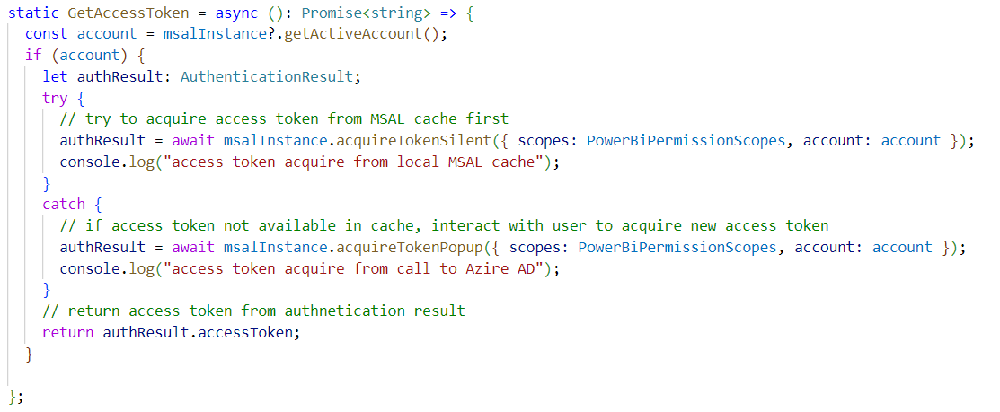 static GetAccessToken = async (): Promise<string> => {
const account = msalInstance?.getActiveAccount();
if (account) {
let authResult: AuthenticationResult;
try {
// try to acquire access token from MSAL cache first
authResult = await msalInstance.acquireTokenSilent({ scopes: PowerBiPermissionScopes, account: account });
console.log("access token acquire from local MSAL cache");
}
catch {
// if access token not available in cache, interact with user to acquire new access token
authResult = await msalInstance.acquireTokenPopup({ scopes: PowerBiPermissionScopes, account: account });
console.log("access token acquire from call to Azire AD");
}
// return access token from authnetication result
return authResult.accessToken;
}
};